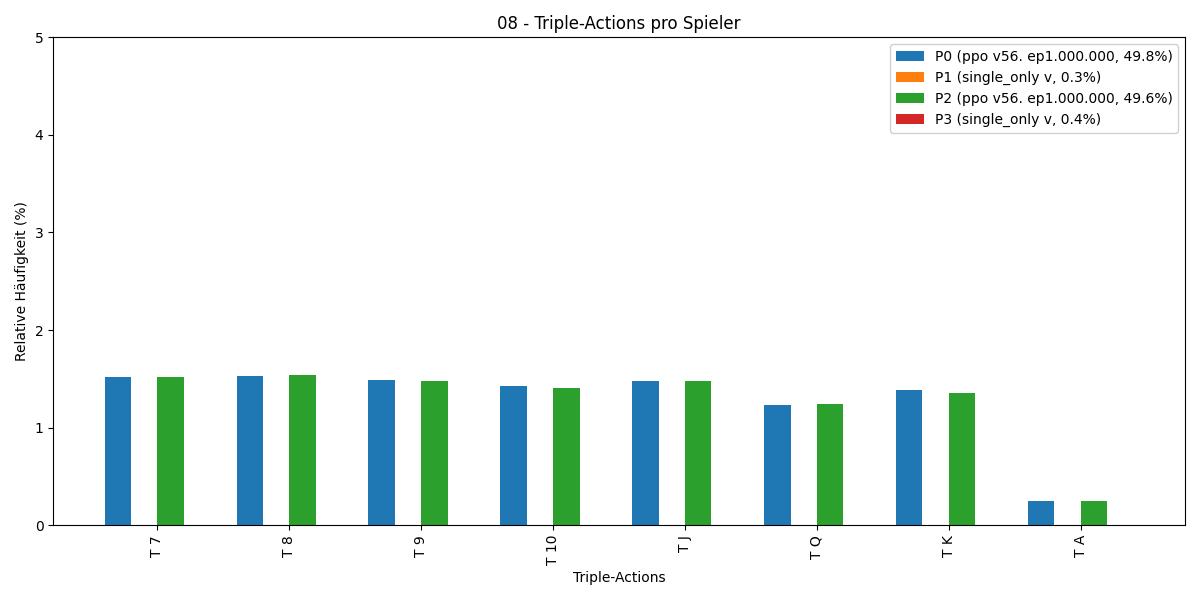 08 - Triple-Actions pro Spieler
P0 (ppo v56. ep1.000.000, 49.8%)
P1 (single_only v, 0.3%)
P2 (ppo v56. ep1.000.000, 49.6%)
P3 (single_only v, 0.4%)
Relative Häufigkeit (%)
5
4
3
2
1
0
T 7
T 8
T 9
T 10
T J
T Q
T K
T A
Triple-Actions